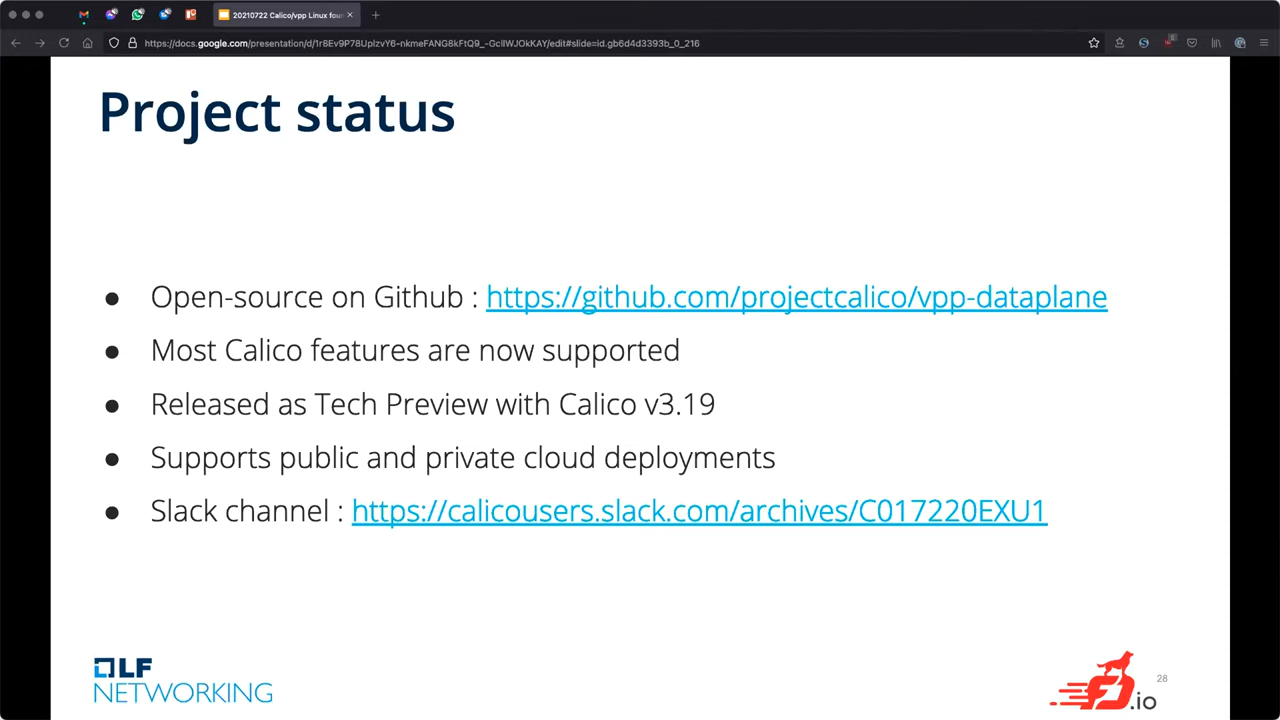 20210722 Calico/vpp Linux fou
https://docs.google.com/presentation/d/1r8Ev9P78UplzvY6-nkmeFANG8kFtQ9_-GclIWJOkKAY/edit#slide=id.gb6d4d3393b_0_216
Project status
● Open-source on Github : https://github.com/projectcalico/vpp-dataplane
● Most Calico features are now supported
● Released as Tech Preview with Calico v3.19
● Supports public and private cloud deployments
● Slack channel : https://calicousers.slack.com/archives/C017220EXU1
LF
NETWORKING
FD.io
28